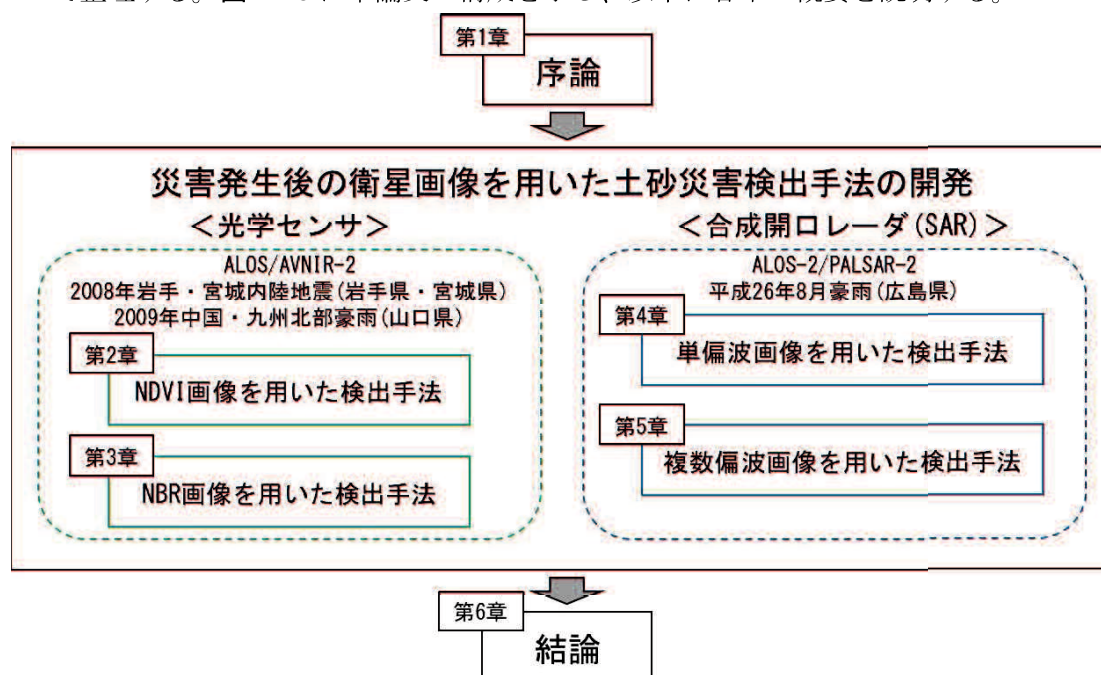 第1章
序論
災害発生後の衛星画像を用いた土砂災害検出手法の開発
＜光学センサ＞
ALOS/AVNIR-2
2008年岩手・宮城内陸地震(岩手県・宮城県)
2009年中国・九州北部豪雨(山口県)
第2章
NDVI画像を用いた検出手法
第3章
NBR画像を用いた検出手法
＜合成開口レーダ(SAR)＞
ALOS-2/PALSAR-2
平成26年8月豪雨(広島県)
第4章
単偏波画像を用いた検出手法
第5章
複数偏波画像を用いた検出手法
第6章
結論